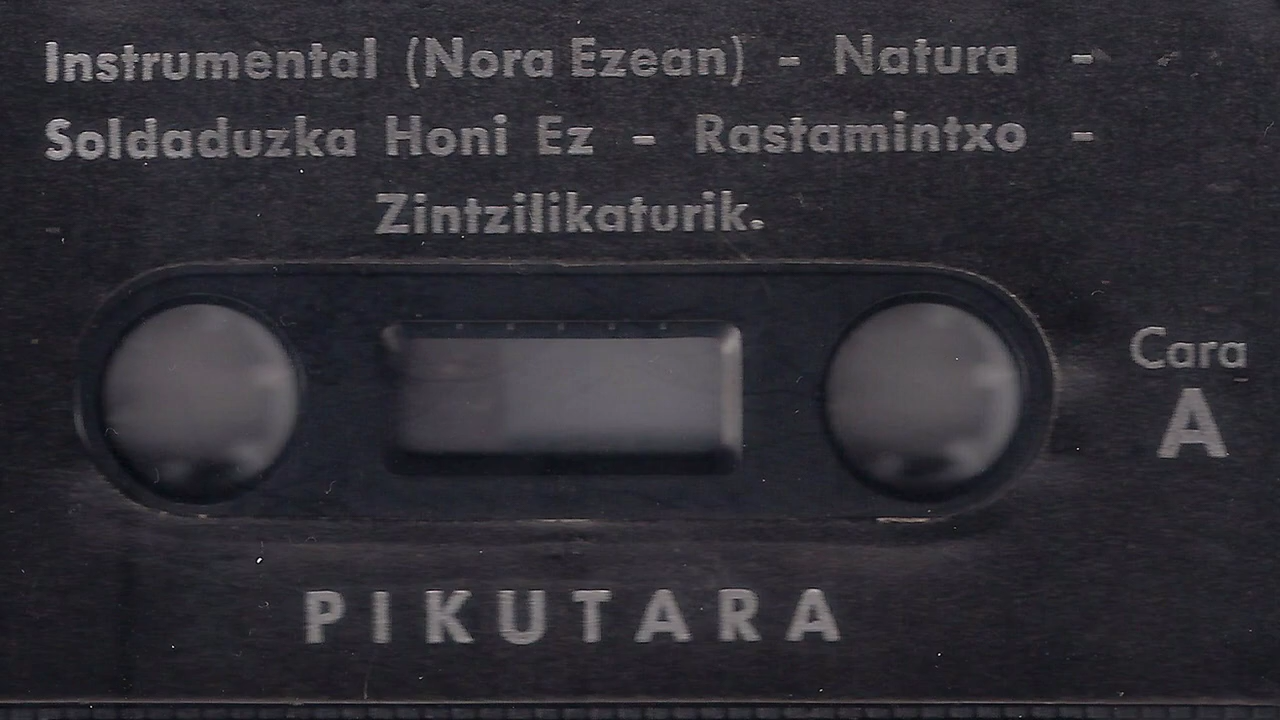 Instrumental (Nora Ezean) - Natura -
Soldaduzka Honi Ez - Rastamintxo -
Zintzilikaturik.
Cara
A
PIKUTARA